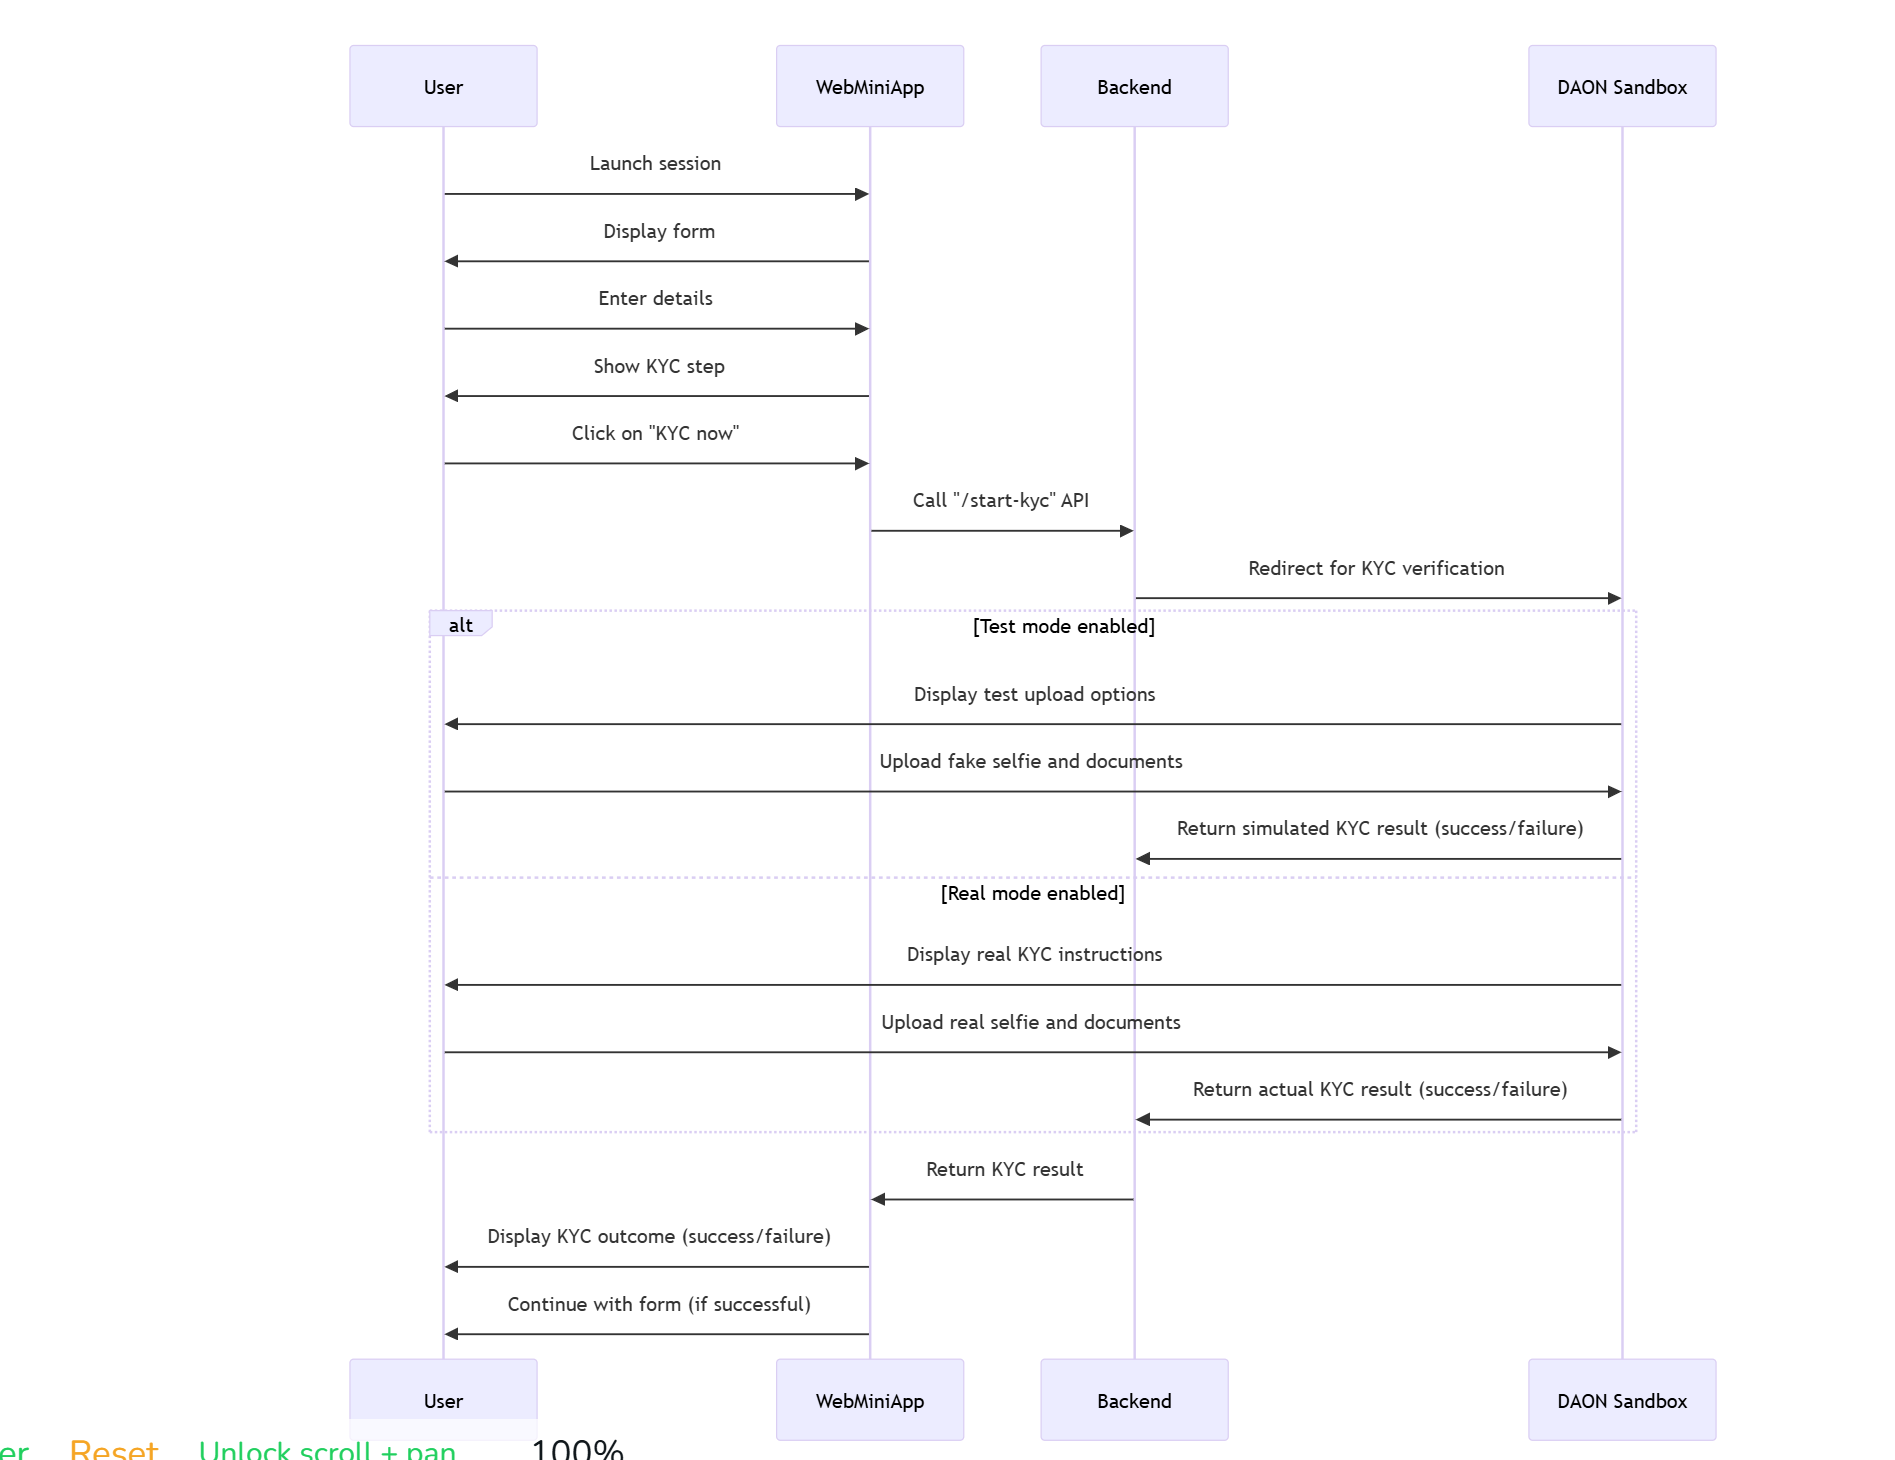 User
WebMiniApp
Backend
DAON Sandbox
Launch session
Display form
Enter details
Show KYC step
Click on "KYC now"
Call "/start-kyc" API
Redirect for KYC verification
alt
[Test mode enabled]
Display test upload options
Upload fake selfie and documents
Return simulated KYC result (success/failure)
[Real mode enabled]
Display real KYC instructions
Upload real selfie and documents
Return actual KYC result (success/failure)
Return KYC result
Display KYC outcome (success/failure)
Continue with form (if successful)
User
WebMiniApp
Backend
DAON Sandbox
er Reset Unlock scroll + pan 100%